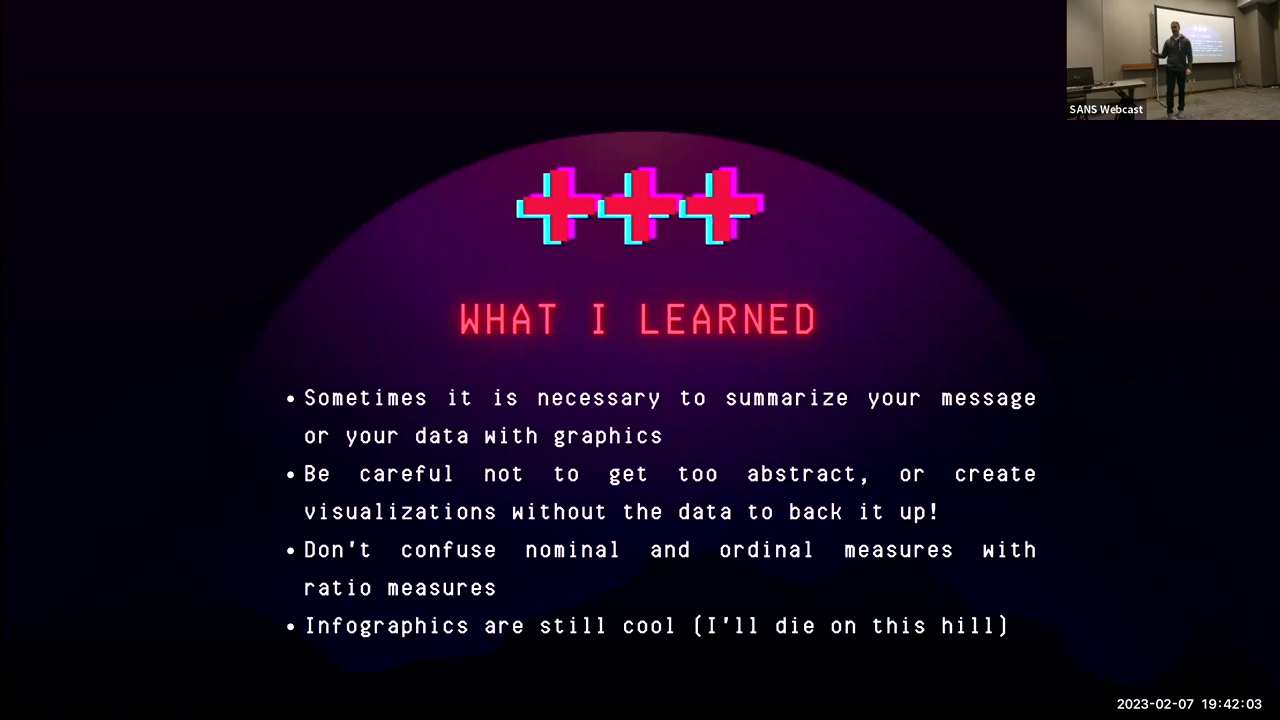 SANS Webcast
WHAT I LEARNED
• Sometimes it is necessary to summarize your message
or your data with graphics
• Be careful not to get too abstract, or create
visualizations without the data to back it up!
• Don't confuse nominal and ordinal measures with
ratio measures
• Infographics are still cool (I'll die on this hill)
2023-02-07 19:42:03